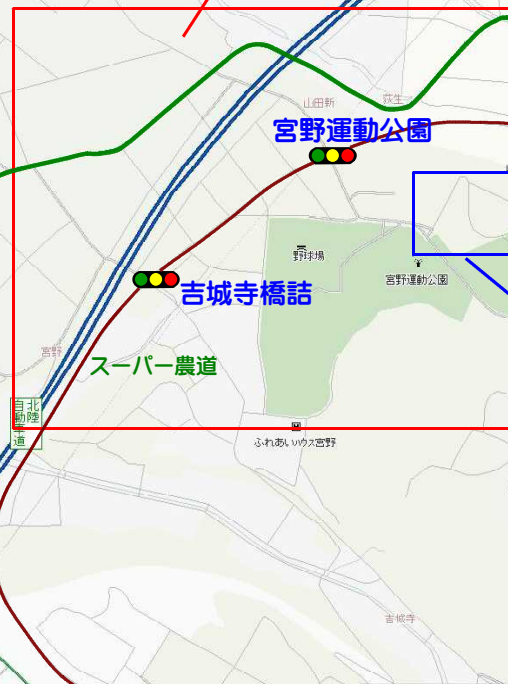 山田新
荻生
宮野運動公園
野球場
宮野運動公園
吉城寺橋詰
宮野
スーパー農道
北陸
自動車道
ふれあいハウス宮野
吉城寺